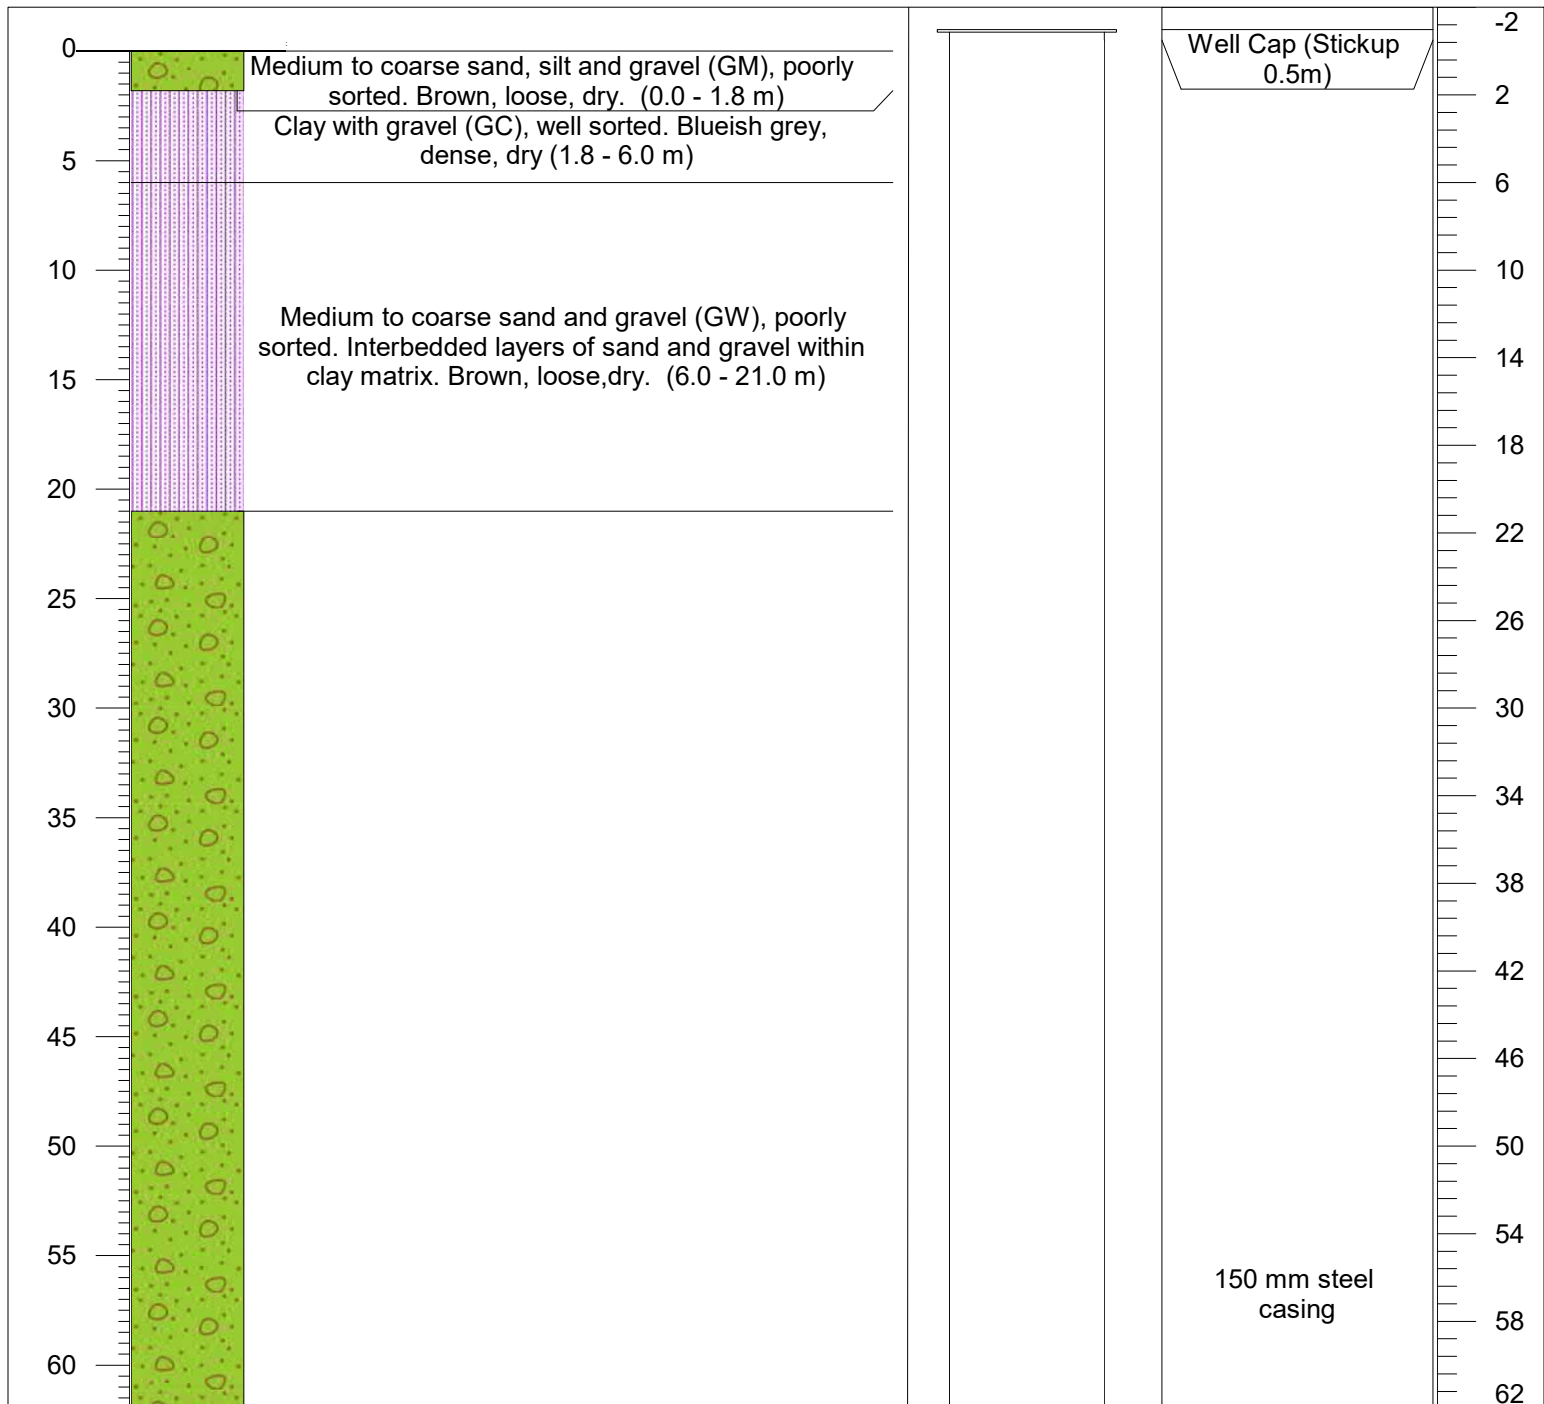 0
5
10
15
20
25
30
35
40
45
50
55
60
Medium to coarse sand, silt and gravel (GM), poorly
sorted. Brown, loose, dry.  (0.0 - 1.8 m)
Clay with gravel (GC), well sorted. Blueish grey,
dense, dry (1.8 - 6.0 m)
Medium to coarse sand and gravel (GW), poorly
sorted. Interbedded layers of sand and gravel within
clay matrix. Brown, loose,dry.  (6.0 - 21.0 m)
Well Cap (Stickup
0.5m)
150 mm steel
casing
-2
2
6
10
14
18
22
26
30
34
38
42
46
50
54
58
62